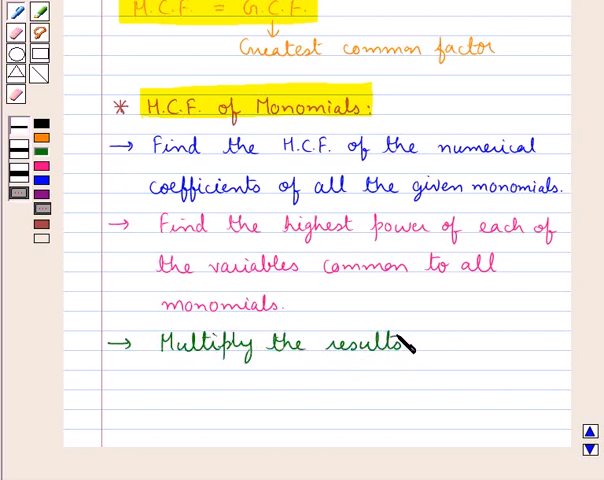 H.C.F. = G.C.F.
Greatest common factor
* H.C.F. of Monomials:
→ Find the H.C.F. of the numerical
coefficients of all the given monomials.
→ Find the highest power of each of
the variables common to all
monomials.
→ Multiply the results